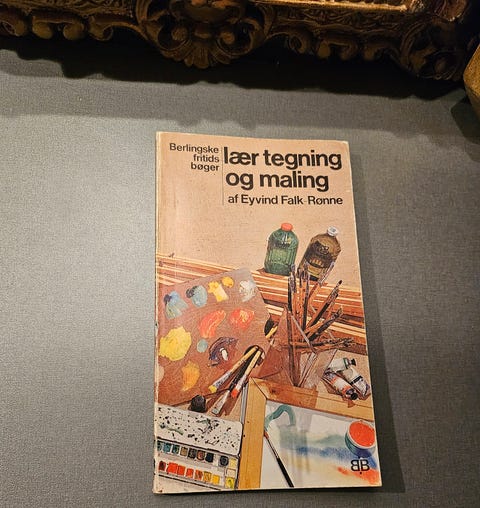 Berlingske
fritids
bøger
lær tegning
og maling
af Eyvind Falk-Rønne
BB